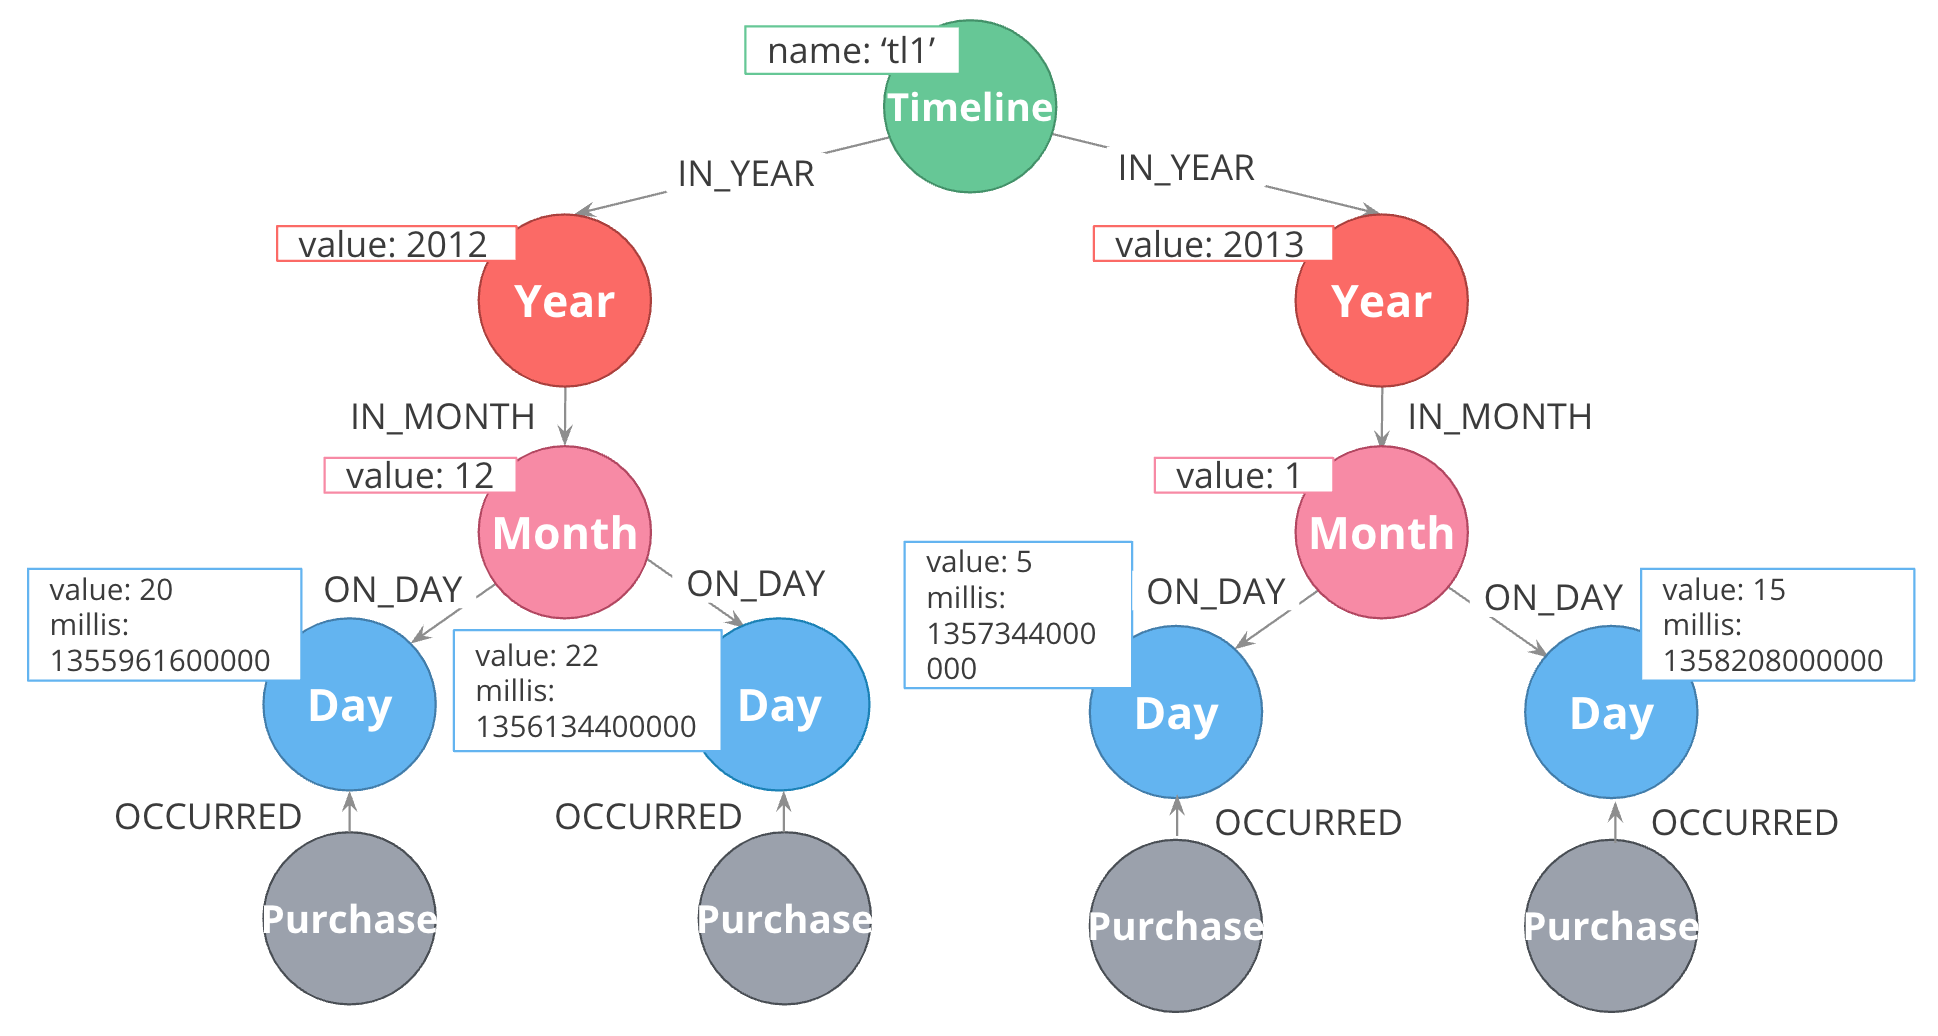 name: ‘tl1’
Timeline
IN_YEAR
IN_YEAR
value: 2012
value: 2013
Year
Year
IN_MONTH
IN_MONTH
value: 12
value: 1
Month
Month
ON_DAY
ON_DAY
ON_DAY
ON_DAY
value: 20
millis:
1355961600000
Day
value: 22
millis:
1356134400000
Day
value: 5
millis:
1357344000
000
Day
value: 15
millis:
1358208000000
Day
OCCURRED
OCCURRED
OCCURRED
OCCURRED
Purchase
Purchase
Purchase
Purchase